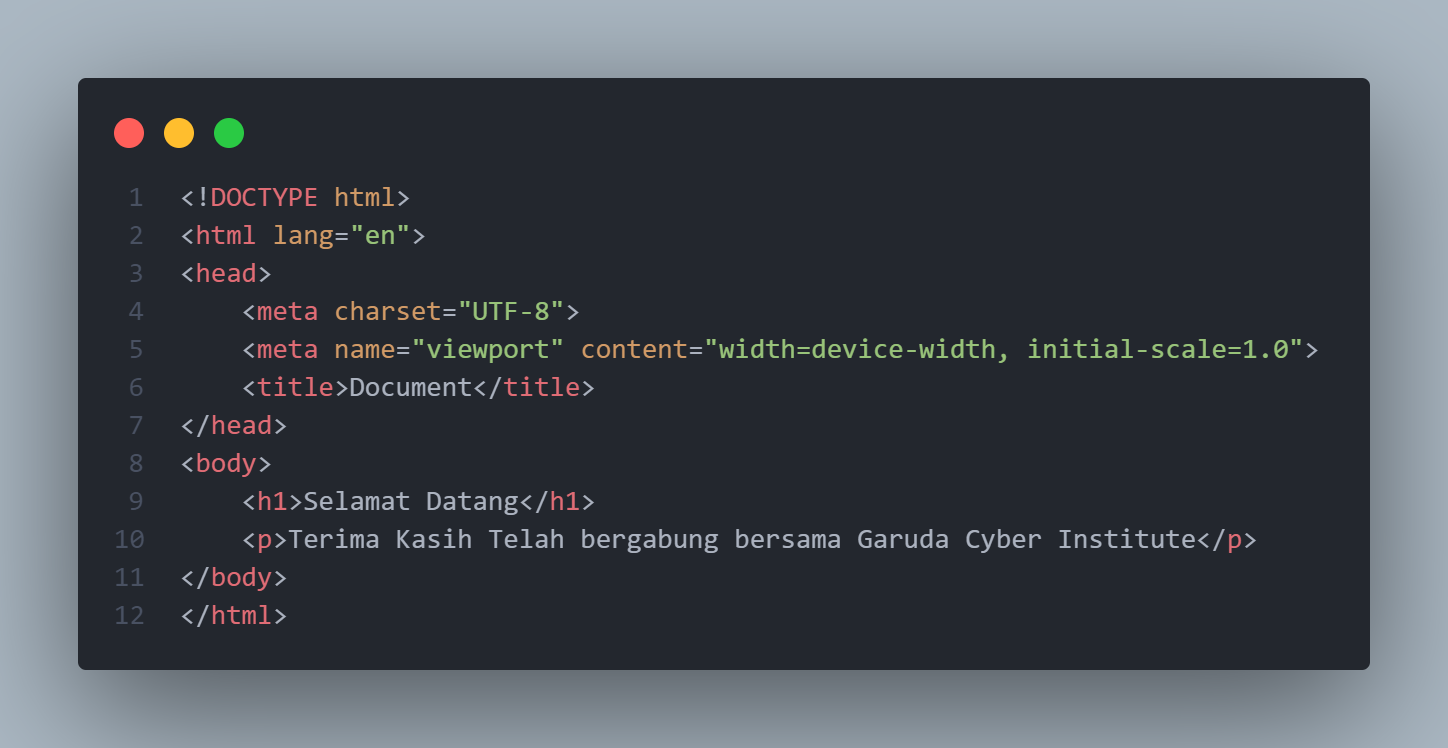 1 <!DOCTYPE html>
2 <html lang="en">
3 <head>
4     <meta charset="UTF-8">
5     <meta name="viewport" content="width=device-width, initial-scale=1.0">
6     <title>Document</title>
7 </head>
8 <body>
9     <h1>Selamat Datang</h1>
10     <p>Terima Kasih Telah bergabung bersama Garuda Cyber Institute</p>
11 </body>
12 </html>